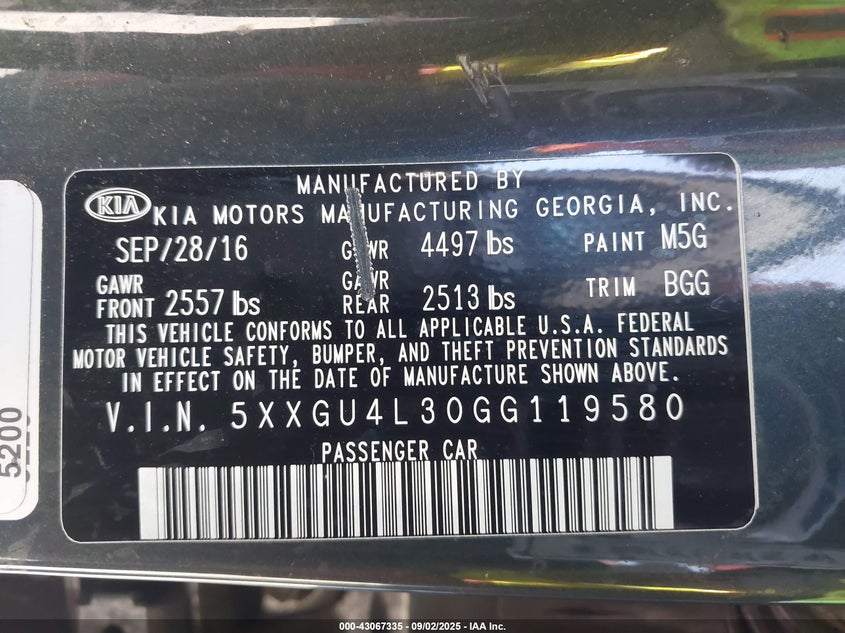 MANUFACTURED BY
KIA KIA MOTORS MANUFACTURING GEORGIA, INC.
SEP/28/16 GVWR 4497 lbs PAINT M5G
GAWR FRONT 2557 lbs GAWR REAR 2513 lbs TRIM BGG
THIS VEHICLE CONFORMS TO ALL APPLICABLE U.S.A. FEDERAL
MOTOR VEHICLE SAFETY, BUMPER, AND THEFT PREVENTION STANDARDS
IN EFFECT ON THE DATE OF MANUFACTURE SHOWN ABOVE.
V.I.N. 5XXGU4L30GG119580
PASSENGER CAR
5200
000-43067335 - 09/02/2025 - IAA Inc.